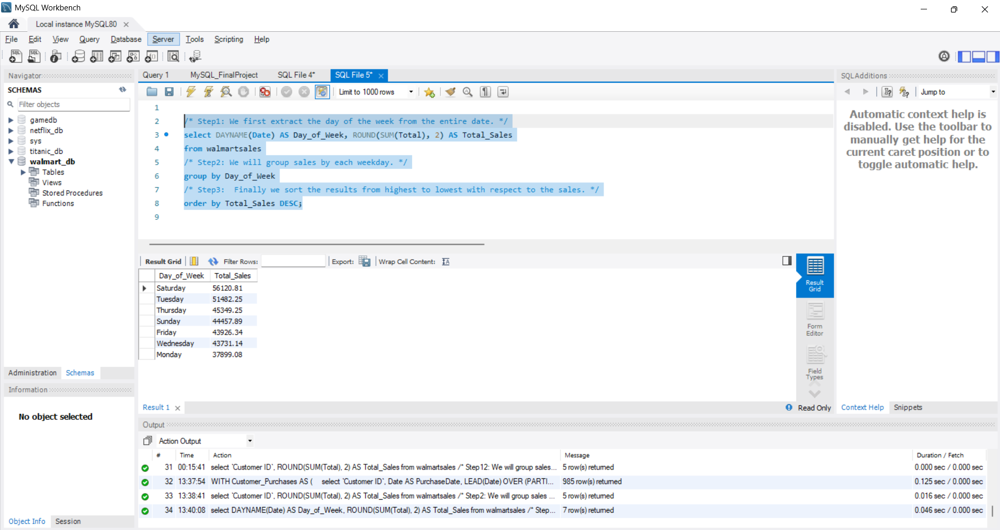 MySQL Workbench
Local instance MySQL80
File Edit View Query Database Server Tools Scripting Help
Navigator
SCHEMAS
Filter objects
gamedb
netflix_db
sys
titanic_db
walmart_db
Tables
Views
Stored Procedures
Functions
Administration Schemas
Information
No object selected
Object Info Session
Query 1 MySQL_FinalProject SQL File 4* SQL File 5*
Limit to 1000 rows
1
2 /* Step1: We first extract the day of the week from the entire date. */
3 select DAYNAME(Date) AS Day_of_Week, ROUND(SUM(Total), 2) AS Total_Sales
4 from walmartsales
5 /* Step2: We will group sales by each weekday. */
6 group by Day_of_Week
7 /* Step3:  Finally we sort the results from highest to lowest with respect to the sales. */
8 order by Total_Sales DESC;
9
Result Grid Filter Rows: Export: Wrap Cell Content:
Day_of_Week Total_Sales
Saturday 56120.81
Tuesday 51482.25
Thursday 45349.25
Sunday 44457.89
Friday 43926.34
Wednesday 43731.14
Monday 37899.08
Result
Grid
Form
Editor
Field
Types
Result 1
Read Only
SQLAdditions
Jump to
Automatic context help is
disabled. Use the toolbar to
manually get help for the
current caret position or to
toggle automatic help.
Context Help Snippets
Output
Action Output
# Time Action Message Duration / Fetch
31 00:15:41 select `Customer ID`, ROUND(SUM(Total), 2) AS Total_Sales from walmartsales /* Step12: We will group sales... 5 row(s) returned 0.000 sec / 0.000 sec
32 13:37:54 WITH Customer_Purchases AS (     select `Customer ID`, Date AS PurchaseDate, LEAD(Date) OVER (PARTI... 985 row(s) returned 0.125 sec / 0.000 sec
33 13:38:41 select `Customer ID`, ROUND(SUM(Total), 2) AS Total_Sales from walmartsales /* Step2: We will group sales ... 5 row(s) returned 0.016 sec / 0.000 sec
34 13:40:08 select DAYNAME(Date) AS Day_of_Week, ROUND(SUM(Total), 2) AS Total_Sales from walmartsales /* Step... 7 row(s) returned 0.046 sec / 0.000 sec